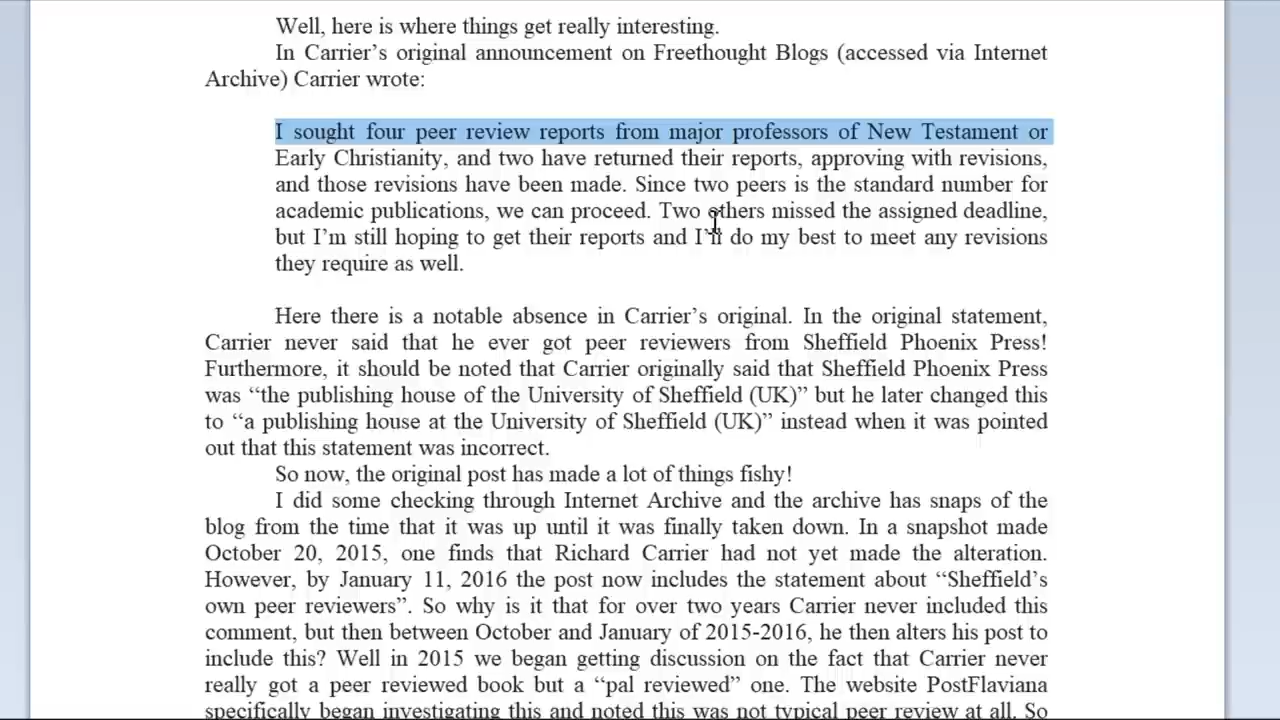 Well, here is where things get really interesting.
In Carrier’s original announcement on Freethought Blogs (accessed via Internet
Archive) Carrier wrote:
I sought four peer review reports from major professors of New Testament or
Early Christianity, and two have returned their reports, approving with revisions,
and those revisions have been made. Since two peers is the standard number for
academic publications, we can proceed. Two others missed the assigned deadline,
but I’m still hoping to get their reports and I’ll do my best to meet any revisions
they require as well.
Here there is a notable absence in Carrier’s original. In the original statement,
Carrier never said that he ever got peer reviewers from Sheffield Phoenix Press!
Furthermore, it should be noted that Carrier originally said that Sheffield Phoenix Press
was “the publishing house of the University of Sheffield (UK)” but he later changed this
to “a publishing house at the University of Sheffield (UK)” instead when it was pointed
out that this statement was incorrect.
So now, the original post has made a lot of things fishy!
I did some checking through Internet Archive and the archive has snaps of the
blog from the time that it was up until it was finally taken down. In a snapshot made
October 20, 2015, one finds that Richard Carrier had not yet made the alteration.
However, by January 11, 2016 the post now includes the statement about “Sheffield’s
own peer reviewers”. So why is it that for over two years Carrier never included this
comment, but then between October and January of 2015-2016, he then alters his post to
include this? Well in 2015 we began getting discussion on the fact that Carrier never
really got a peer reviewed book but a “pal reviewed” one. The website PostFlaviana
specifically began investigating this and noted this was not typical peer review at all. So